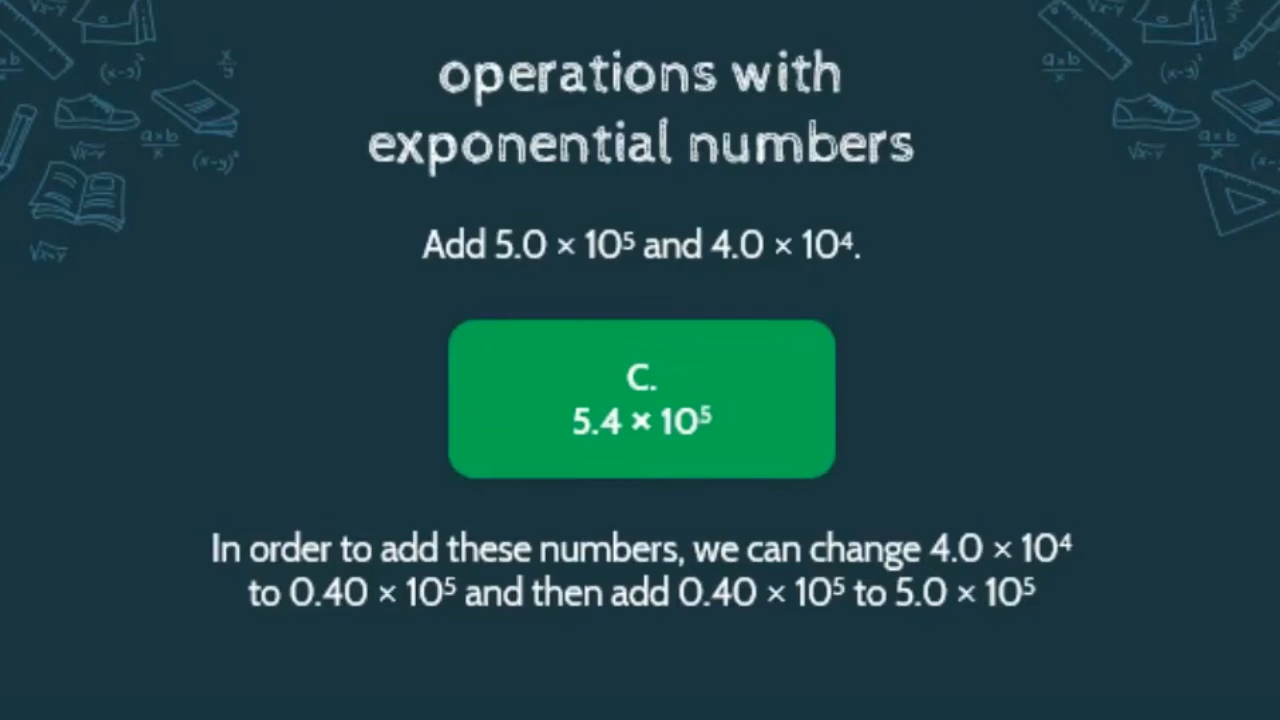 operations with
exponential numbers
Add 5.0 × 10⁵ and 4.0 × 10⁴.
C.
5.4 × 10⁵
In order to add these numbers, we can change 4.0 × 10⁴
to 0.40 × 10⁵ and then add 0.40 × 10⁵ to 5.0 × 10⁵